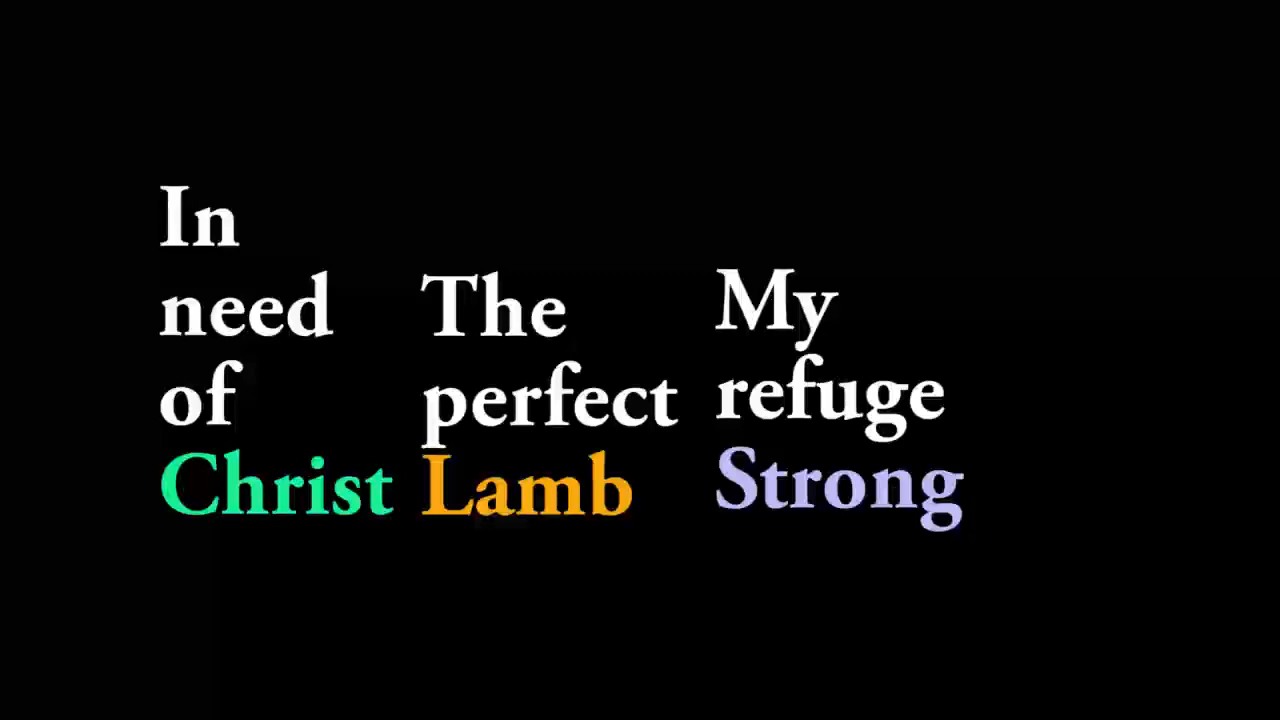 In
need
of
Christ
The
perfect
Lamb
My
refuge
Strong